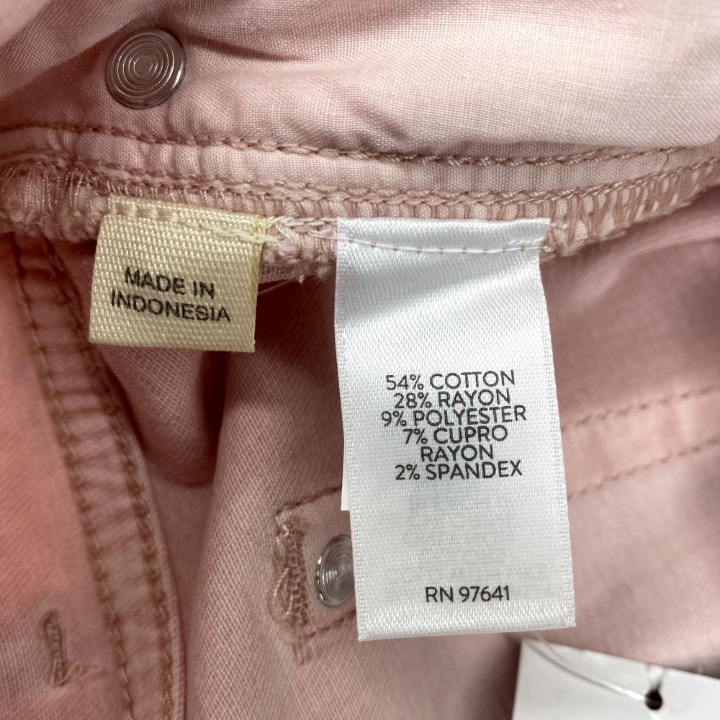 MADE IN
INDONESIA
54% COTTON
28% RAYON
9% POLYESTER
7% CUPRO
RAYON
2% SPANDEX
RN 97641